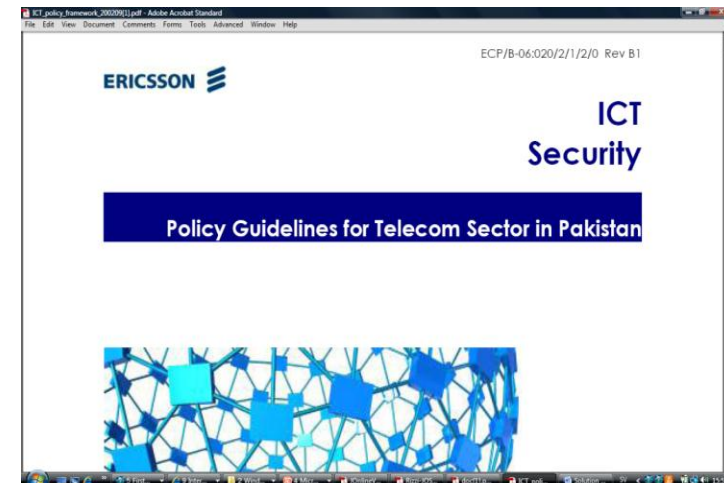 ICT_policy_framework_200209[1].pdf - Adobe Acrobat Standard
File Edit View Document Comments Forms Tools Advanced Window Help
ECP/B-06:020/2/1/2/0 Rev B1
ERICSSON
ICT
Security
Policy Guidelines for Telecom Sector in Pakistan